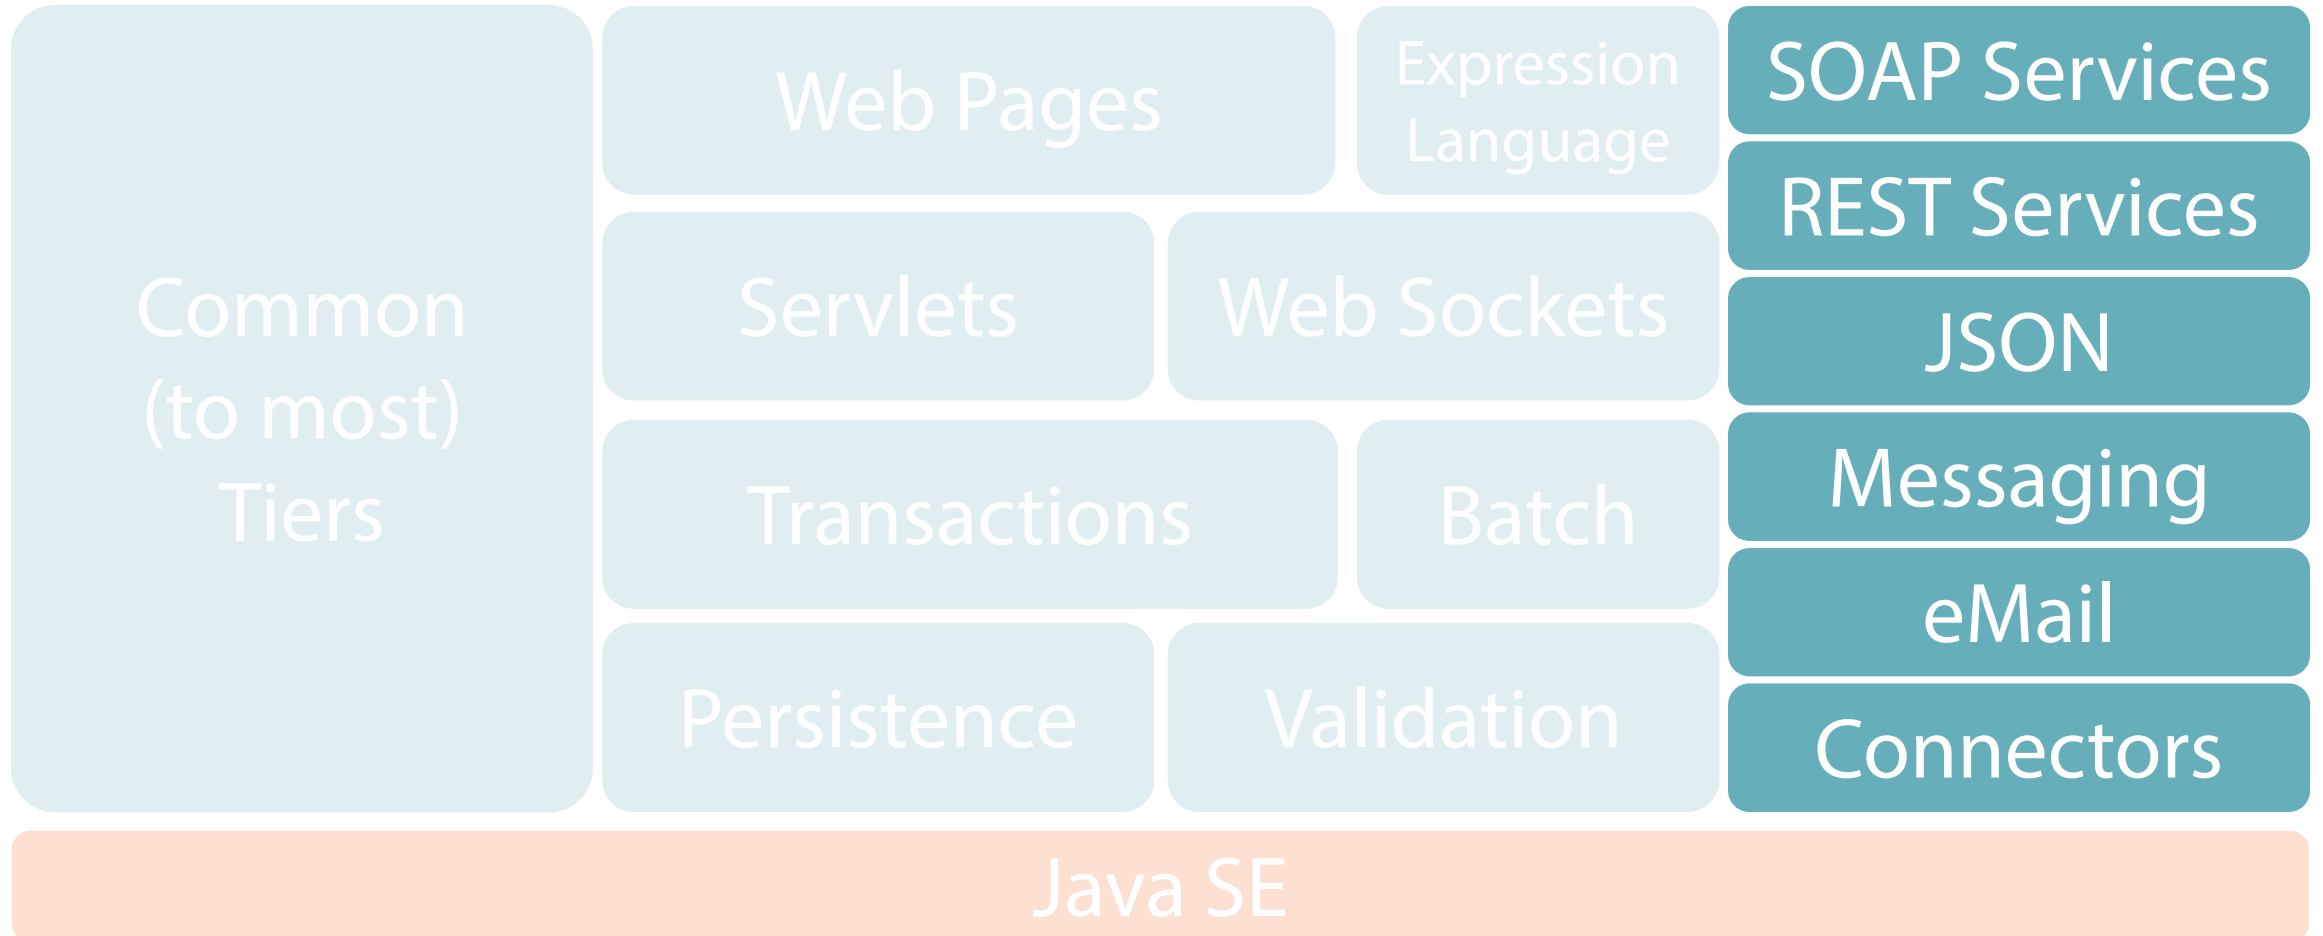 Common
(to most)
Tiers
Web Pages
Expression
Language
Servlets
Web Sockets
Transactions
Batch
Persistence
Validation
SOAP Services
REST Services
JSON
Messaging
eMail
Connectors
Java SE